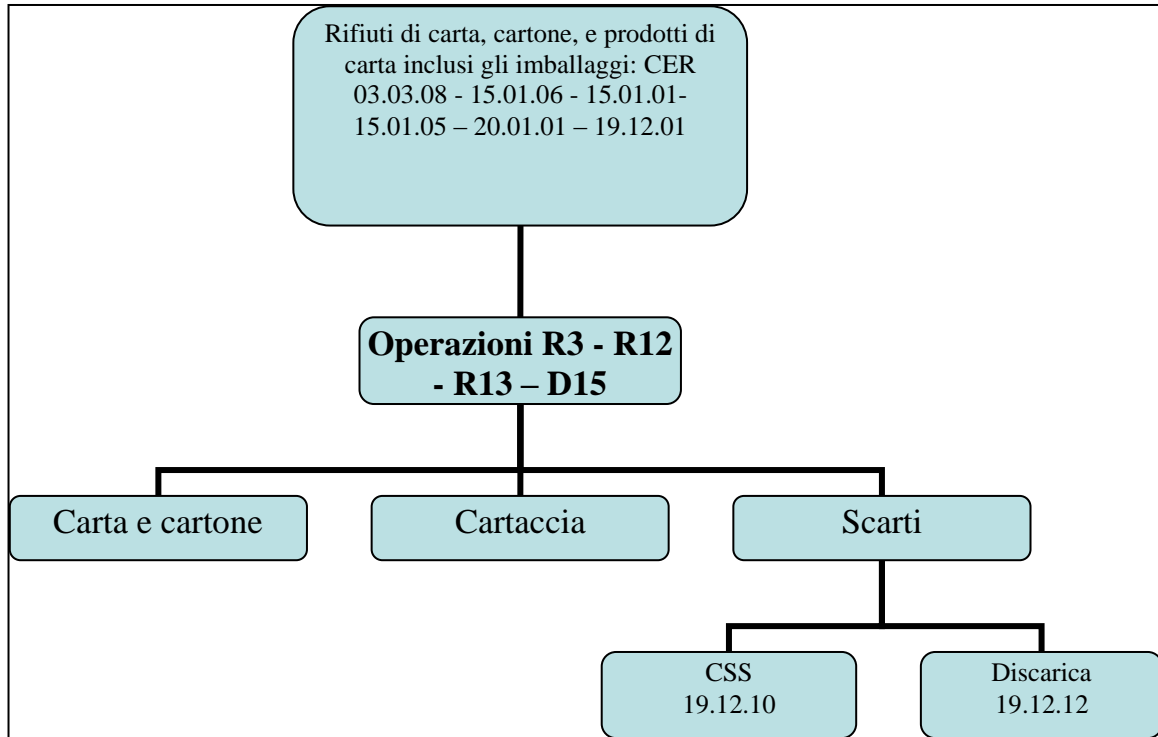 Rifiuti di carta, cartone, e prodotti di
carta inclusi gli imballaggi: CER
03.03.08 - 15.01.06 - 15.01.01-
15.01.05 – 20.01.01 – 19.12.01
Operazioni R3 - R12
- R13 – D15
Carta e cartone
Cartaccia
Scarti
CSS
19.12.10
Discarica
19.12.12